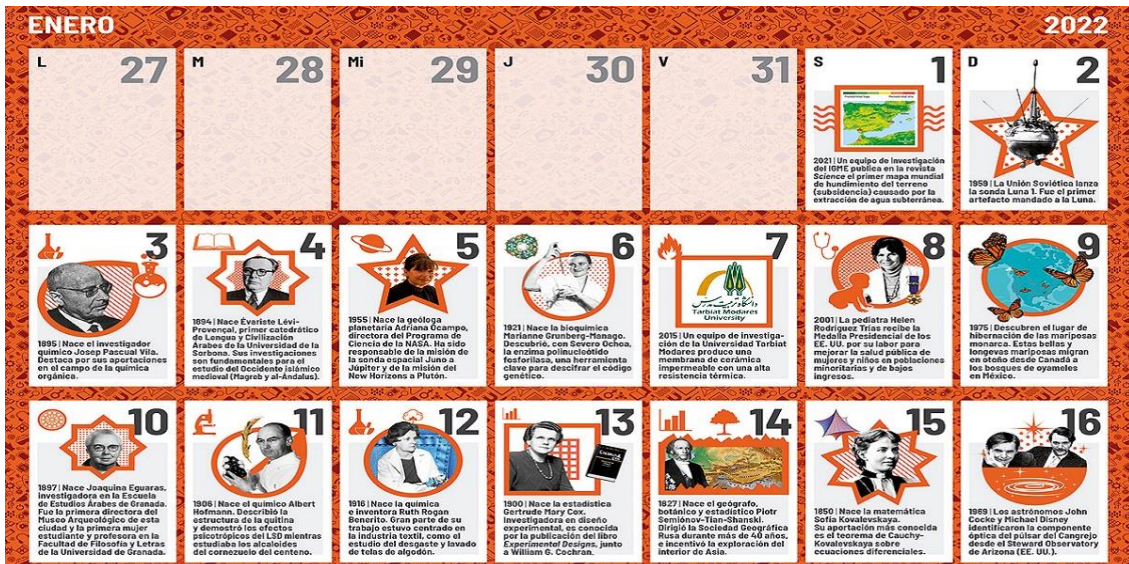 ENERO
2022
L
27
M
28
Mi
29
J
30
V
31
S
1
2021 | Un equipo de investigación
del IGME publica en la revista
Science el primer mapa mundial
de hundimiento del terreno
(subsidencia) causado por la
extracción de agua subterránea.
D
2
1959 | La Unión Soviética lanza
la sonda Luna 1. Fue el primer
artefacto mandado a la Luna.
3
1895 | Nace el investigador
químico Josep Pascual Vila.
Destaca por sus aportaciones
en el campo de la química
orgánica.
4
1894 | Nace Évariste Lévi-
Provençal, primer catedrático
de Lengua y Civilización
Árabes de la Universidad de la
Sorbona. Sus investigaciones
son fundamentales para el
estudio del Occidente islámico
medieval (Magreb y al-Ándalus).
5
1955 | Nace la geóloga
planetaria Adriana Ocampo,
directora del Programa de
Ciencia de la NASA. Ha sido
responsable de la misión de
la sonda espacial Juno a
Júpiter y de la misión del
New Horizons a Plutón.
6
1921 | Nace la bioquímica
Marianne Grunberg-Manago.
Descubrió, con Severo Ochoa,
la enzima polinucleótido
fosforilasa, una herramienta
clave para descifrar el código
genético.
7
دانشگاه تربیت مدرس
Tarbiat Modares
University
2015 | Un equipo de investiga-
ción de la Universidad Tarbiat
Modares produce una
membrana de cerámica
impermeable con una alta
resistencia térmica.
8
2001 | La pediatra Helen
Rodríguez Trías recibe la
Medalla Presidencial de los
EE. UU. por su labor para
mejorar la salud pública de
mujeres y niños en poblaciones
minoritarias y de bajos
ingresos.
9
1975 | Descubren el lugar de
hibernación de las mariposas
monarca. Estas bellas y
longevas mariposas migran
en otoño desde Canadá a
los bosques de oyameles
en México.
10
1897 | Nace Joaquina Eguaras,
investigadora en la Escuela
de Estudios Árabes de Granada.
Fue la primera directora del
Museo Arqueológico de esta
ciudad y la primera mujer
estudiante y profesora en la
Facultad de Filosofía y Letras
de la Universidad de Granada.
11
1906 | Nace el químico Albert
Hofmann. Describió la
estructura de la quitina
y demostró los efectos
psicotrópicos del LSD mientras
estudiaba los alcaloides
del cornezuelo del centeno.
12
1916 | Nace la química
e inventora Ruth Rogan
Benerito. Gran parte de su
trabajo estuvo centrado en
la industria textil, como el
estudio del desgaste y lavado
de telas de algodón.
13
1900 | Nace la estadística
Gertrude Mary Cox.
Investigadora en diseño
experimental, es conocida
por la publicación del libro
Experimental Designs, junto
a William G. Cochran.
14
1827 | Nace el geógrafo,
botánico y estadístico Piotr
Semiónov-Tian-Shanski.
Dirigió la Sociedad Geográfica
Rusa durante más de 40 años,
e incentivó la exploración del
interior de Asia.
15
1850 | Nace la matemática
Sofia Kovalevskaya.
Su aportación más conocida
es el teorema de Cauchy-
Kovalevskaya sobre
ecuaciones diferenciales.
16
1969 | Los astrónomos John
Cocke y Michael Disney
identificaron la componente
óptica del púlsar del Cangrejo
desde el Steward Observatory
de Arizona (EE. UU.).